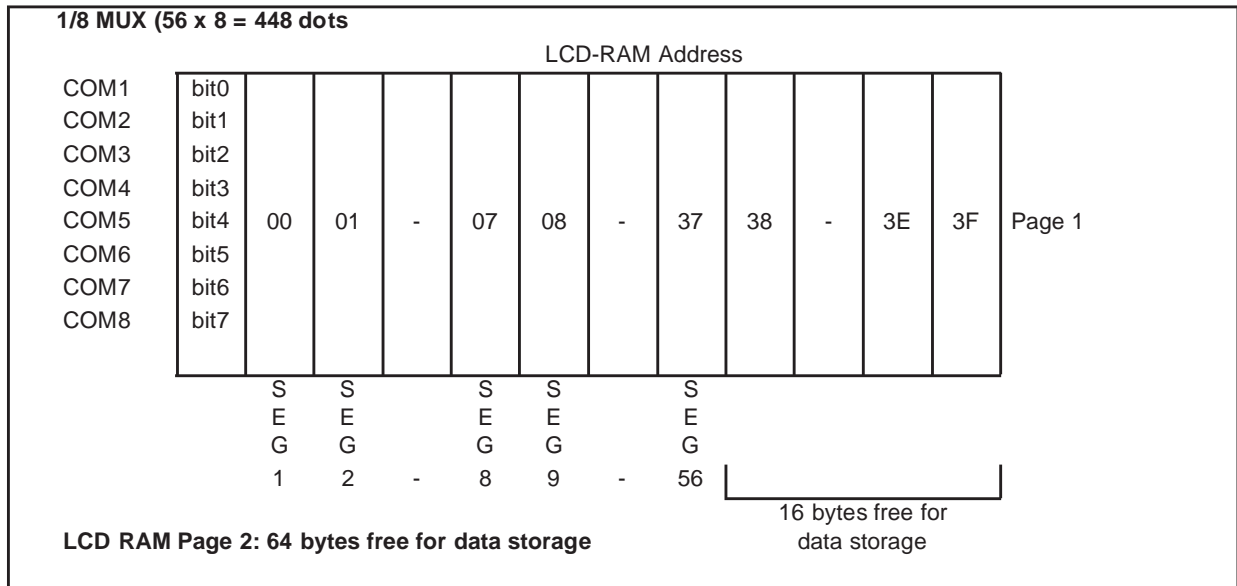 1/8 MUX (56 x 8 = 448 dots
LCD-RAM Address
COM1 bit0
COM2 bit1
COM3 bit2
COM4 bit3
COM5 bit4 00 01 - 07 08 - 37 38 - 3E 3F Page 1
COM6 bit5
COM7 bit6
COM8 bit7
S S S S S
E E E E E
G G G G G
1 2 - 8 9 - 56
16 bytes free for
LCD RAM Page 2: 64 bytes free for data storage data storage